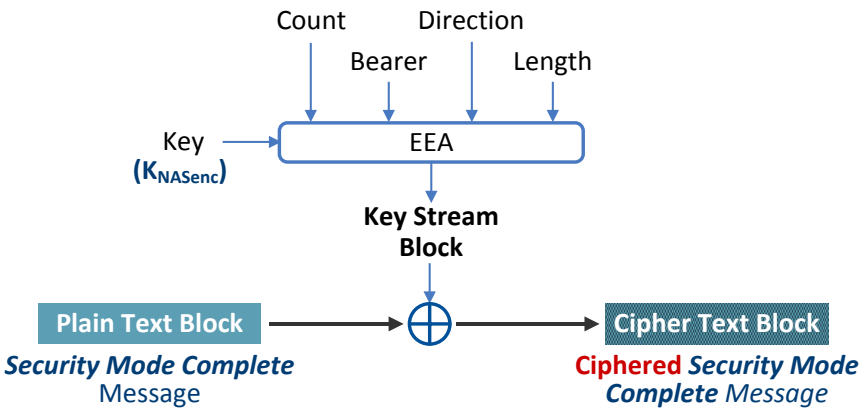 Count Direction
Bearer Length
Key
(KNASenc)
EEA
Key Stream
Block
Plain Text Block
Cipher Text Block
Security Mode Complete
Message
Ciphered Security Mode
Complete Message